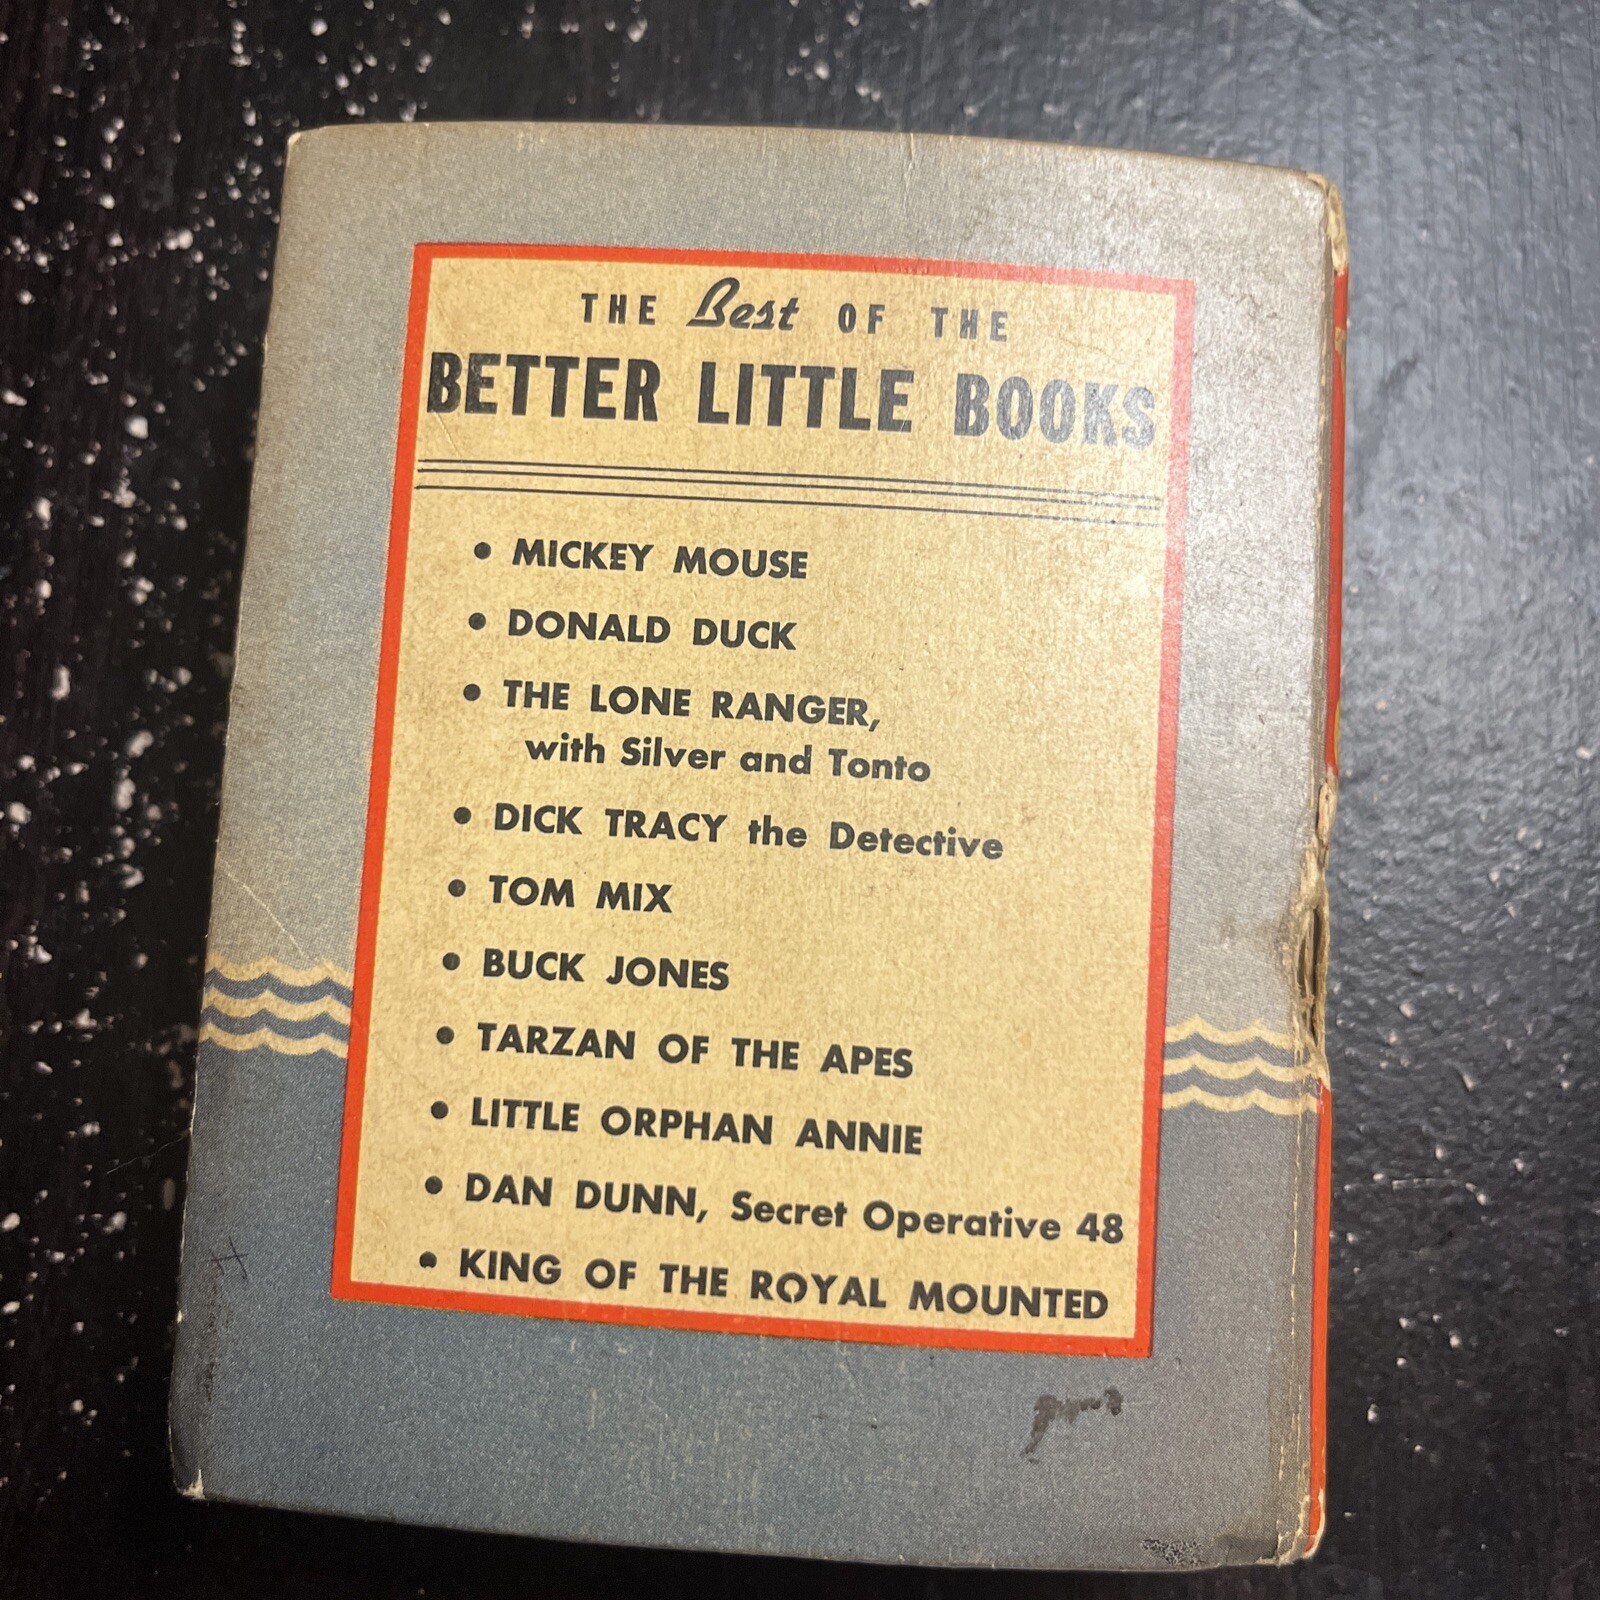 THE Best OF THE
BETTER LITTLE BOOKS
• MICKEY MOUSE
• DONALD DUCK
• THE LONE RANGER,
with Silver and Tonto
• DICK TRACY the Detective
• TOM MIX
• BUCK JONES
• TARZAN OF THE APES
• LITTLE ORPHAN ANNIE
• DAN DUNN, Secret Operative 48
• KING OF THE ROYAL MOUNTED